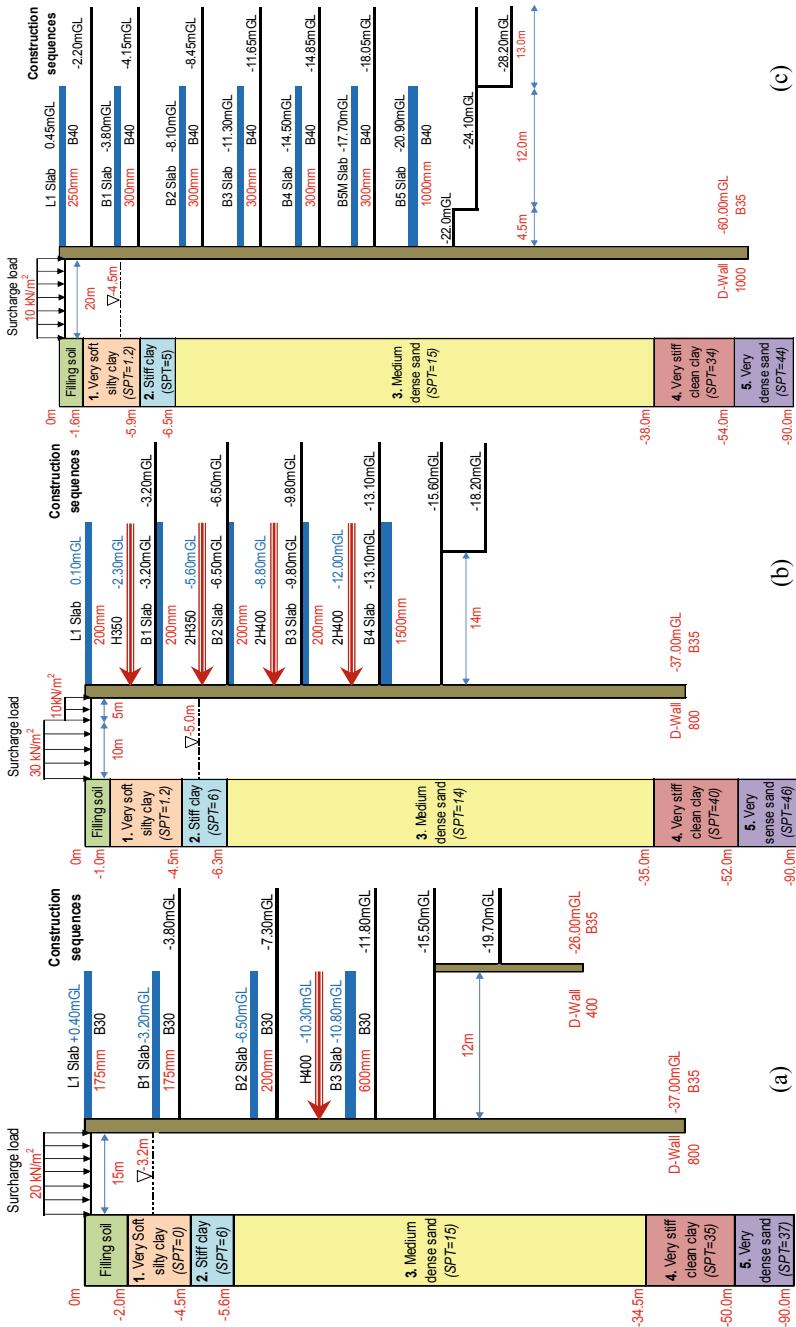 Surcharge load
20 kN/m²
15m
-3.2m
0m
-2.0m
-4.5m
-5.6m
-34.5m
-50.0m
-90.0m
Filling soil
1. Very Soft
silty clay
(SPT=0)
2. Stiff clay
(SPT=6)
3. Medium
dense sand
(SPT=15)
4. Very stiff
clean clay
(SPT=35)
5. Very
dense sand
(SPT=37)
Construction
sequences
L1 Slab +0.40mGL
175mm B30
B1 Slab -3.20mGL
175mm B30
-3.80mGL
B2 Slab -6.50mGL
200mm B30
-7.30mGL
H400 -10.30mGL
B3 Slab -10.80mGL
600mm B30
-11.80mGL
-15.50mGL
-19.70mGL
12m
D-Wall
400
-26.00mGL
B35
D-Wall
800
-37.00mGL
B35
(a)
Surcharge load
30 kN/m²
10kN/m²
10m
5m
-5.0m
0m
-1.0m
-4.5m
-6.3m
-35.0m
-52.0m
-90.0m
Filling soil
1. Very soft
silty clay
(SPT=1.2)
2. Stiff clay
(SPT=6)
3. Medium
dense sand
(SPT=14)
4. Very stiff
clean clay
(SPT=40)
5. Very
sense sand
(SPT=46)
Construction
sequences
L1 Slab 0.10mGL
200mm
H350 -2.30mGL
B1 Slab -3.20mGL
-3.20mGL
200mm
2H350 -5.60mGL
B2 Slab -6.50mGL
-6.50mGL
200mm
2H400 -8.80mGL
B3 Slab -9.80mGL
-9.80mGL
200mm
2H400 -12.00mGL
B4 Slab -13.10mGL
-13.10mGL
1500mm
-15.60mGL
-18.20mGL
14m
D-Wall
800
-37.00mGL
B35
(b)
Surcharge load
10 kN/m²
20m
-4.5m
0m
-1.6m
-5.9m
-6.5m
-38.0m
-54.0m
-90.0m
Filling soil
1. Very soft
silty clay
(SPT=1.2)
2. Stiff clay
(SPT=5)
3. Medium
dense sand
(SPT=15)
4. Very stiff
clean clay
(SPT=34)
5. Very
dense sand
(SPT=44)
Construction
sequences
L1 Slab 0.45mGL
250mm B40
-2.20mGL
B1 Slab -3.80mGL
300mm B40
-4.15mGL
B2 Slab -8.10mGL
300mm B40
-8.45mGL
B3 Slab -11.30mGL
300mm B40
-11.65mGL
B4 Slab -14.50mGL
300mm B40
-14.85mGL
B5M Slab -17.70mGL
300mm B40
-18.05mGL
B5 Slab -20.90mGL
1000mm B40
-22.0mGL
-24.10mGL
-28.20mGL
4.5m
12.0m
13.0m
D-Wall
1000
-60.00mGL
B35
(c)